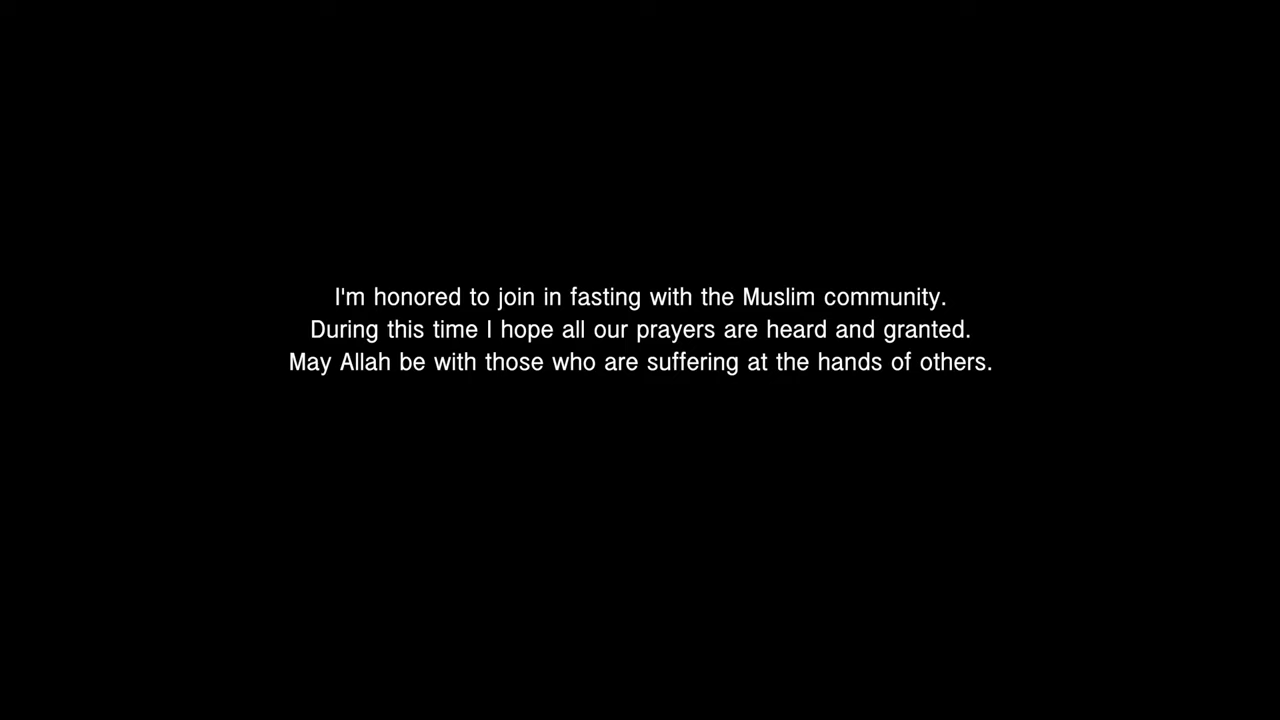 I'm honored to join in fasting with the Muslim community.
During this time I hope all our prayers are heard and granted.
May Allah be with those who are suffering at the hands of others.